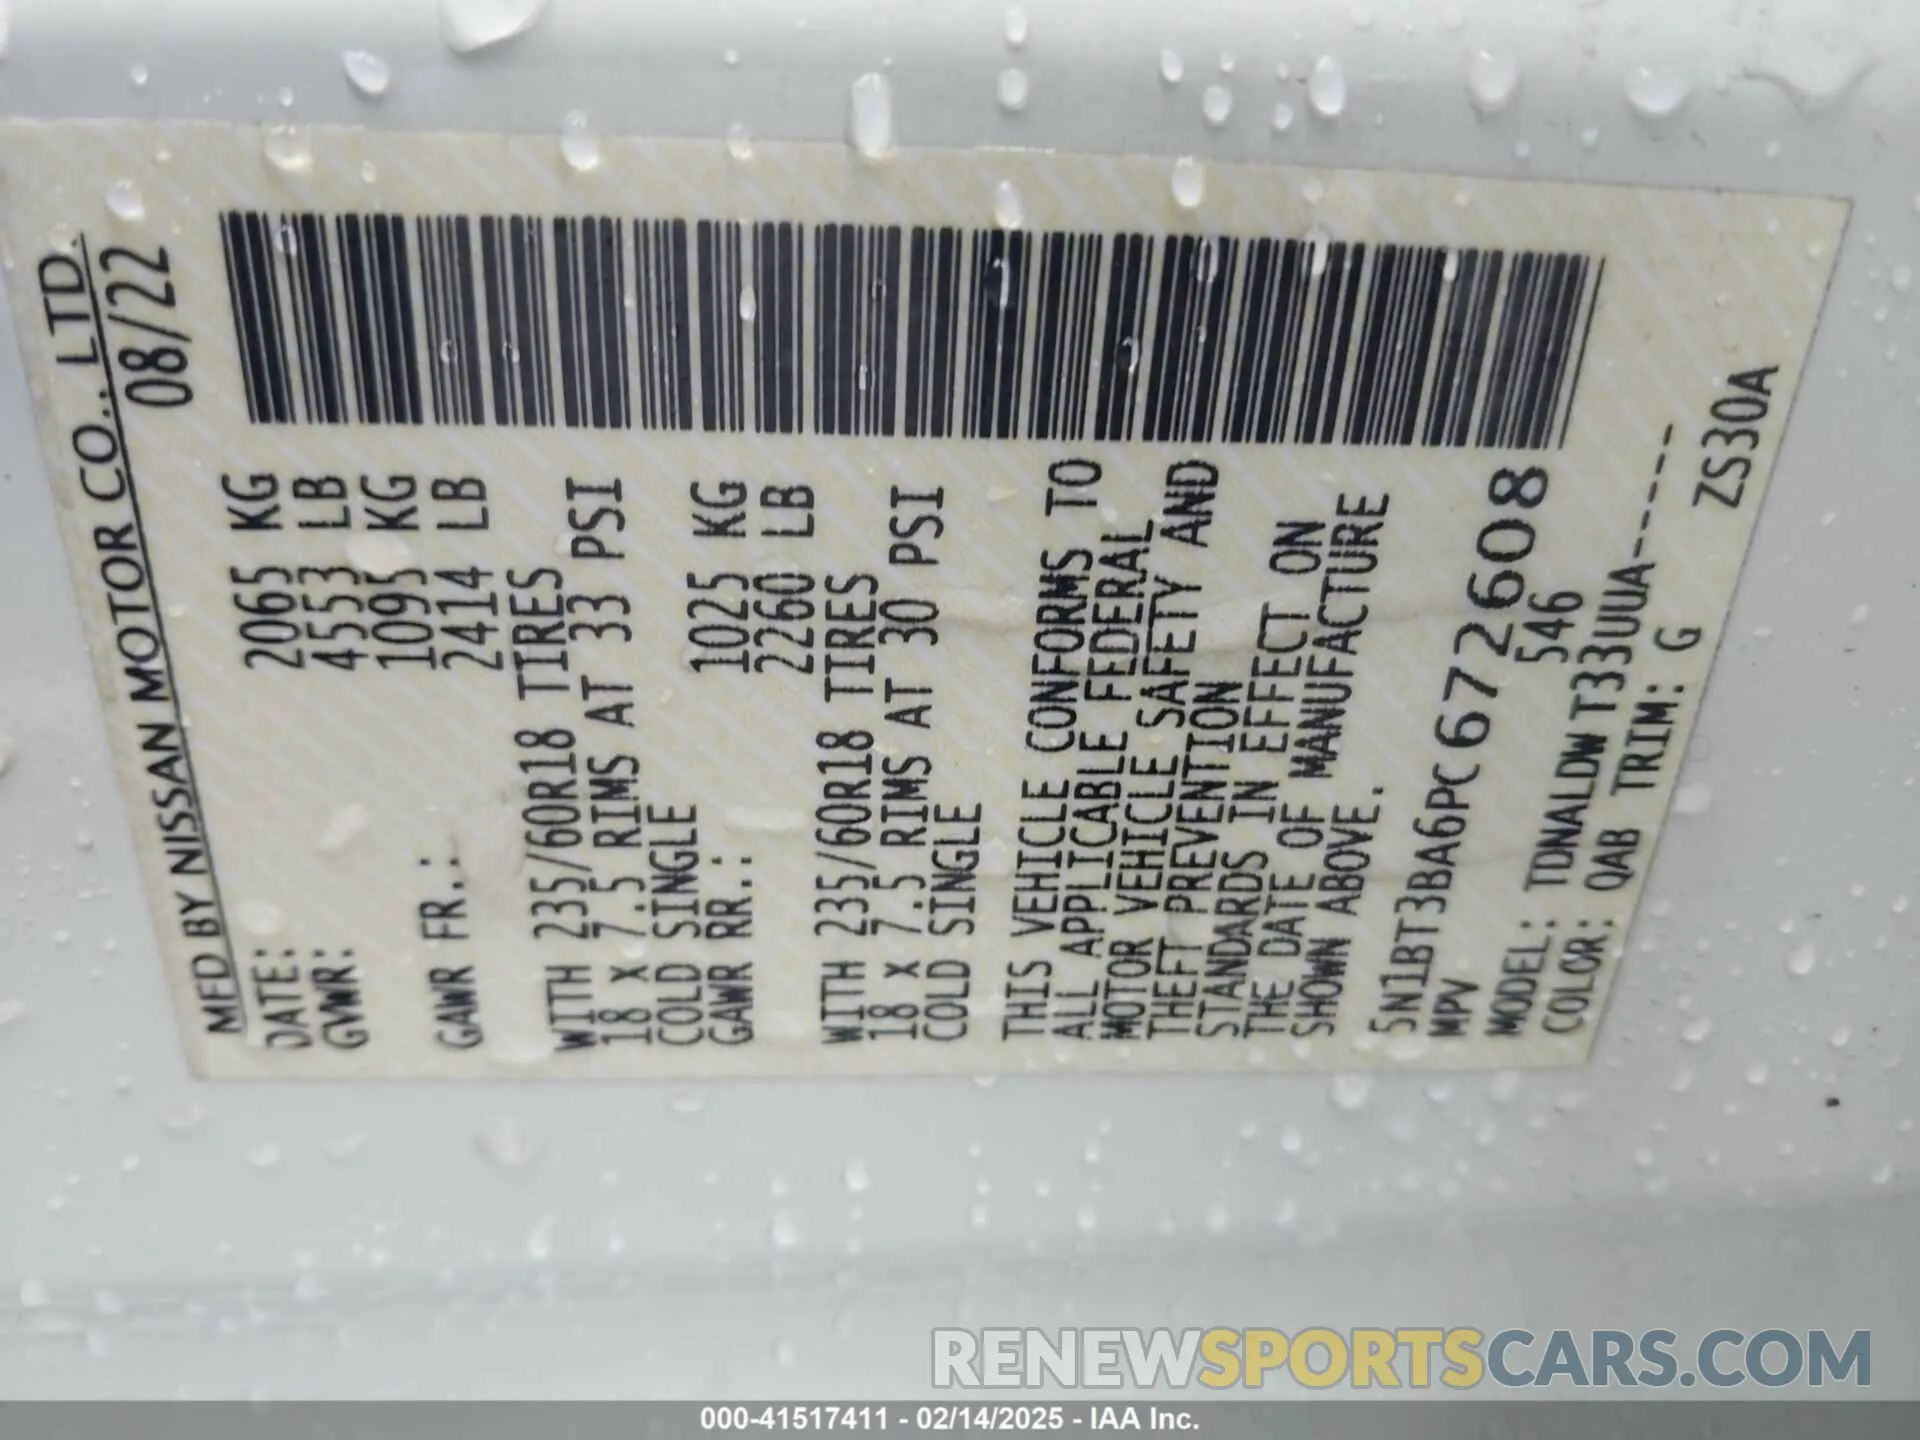 MFD BY NISSAN MOTOR CO., LTD.
DATE: 08/22
GVWR: 2065 KG
4553 LB
GAWR FR.: 1095 KG
2414 LB
WITH 235/60R18 TIRES
18 X 7.5 RIMS AT 33 PSI
COLD SINGLE
GAWR RR.: 1025 KG
2260 LB
WITH 235/60R18 TIRES
18 X 7.5 RIMS AT 30 PSI
COLD SINGLE
THIS VEHICLE CONFORMS TO
ALL APPLICABLE FEDERAL
MOTOR VEHICLE SAFETY AND
THEFT PREVENTION
STANDARDS IN EFFECT ON
THE DATE OF MANUFACTURE
SHOWN ABOVE.
5N1BT3BA6PC672608
MPV 546
MODEL: TDNALDWT33UUA-----
COLOR: QAB TRIM: G ZS30A
RENEWSPORTSCARS.COM
000-41517411 - 02/14/2025 - IAA Inc.